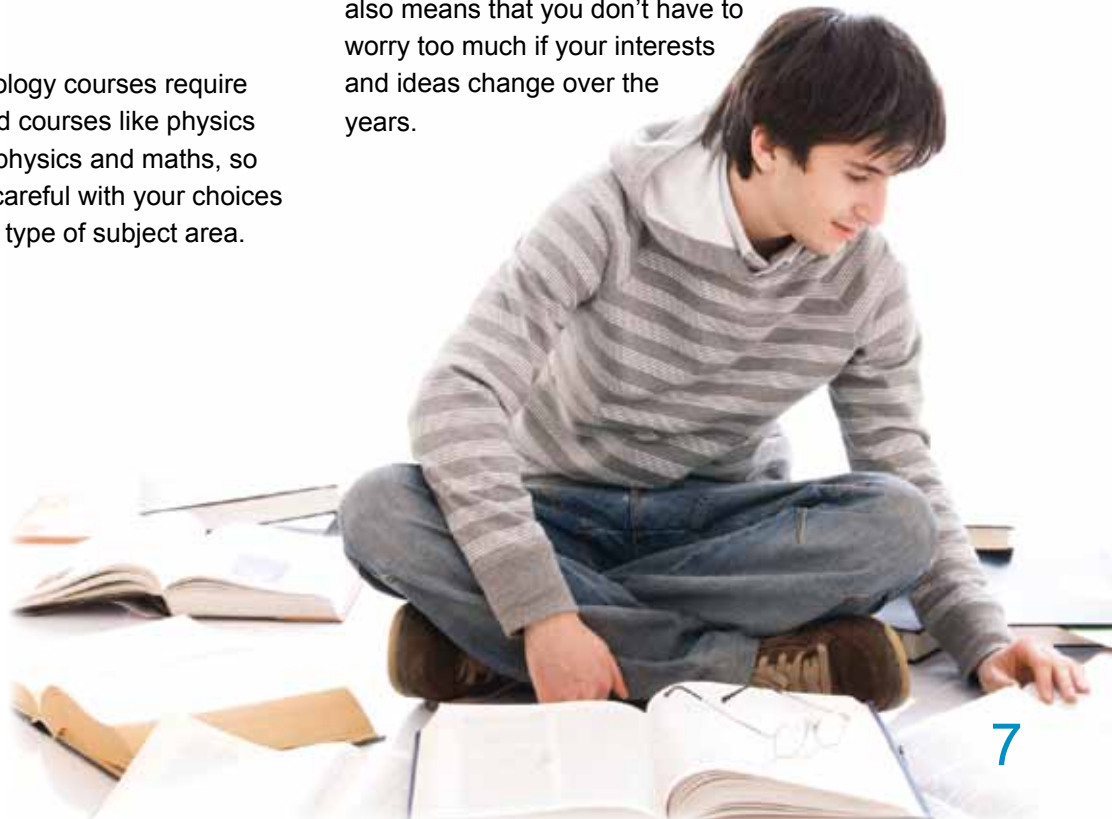 ology courses require
d courses like physics
physics and maths, so
careful with your choices
type of subject area.
also means that you don't have to
worry too much if your interests
and ideas change over the
years.
7